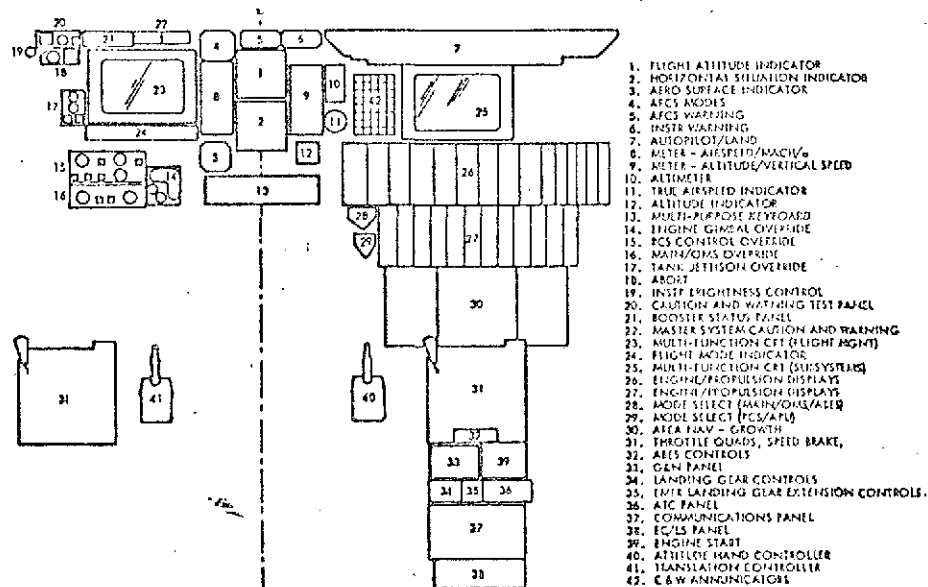 20
22
19
21
4
5
6
7
18
1
10
23
8
9
42
25
17
11
2
24
3
12
15
14
26
13
16
28
27
29
30
31
41
40
31
32
33
39
34
35
36
37
38
1. FLIGHT ATTITUDE INDICATOR
2. HORIZONTAL SITUATION INDICATOR
3. AERO SURFACE INDICATOR
4. AFCS MODES
5. AFCS WARNING
6. INSTR WARNING
7. AUTOPILOT/LAND
8. METER - AIRSPEED/MACH/α
9. METER - ALTITUDE/VERTICAL SPEED
10. ALTIMETER
11. TRUE AIRSPEED INDICATOR
12. ALTITUDE INDICATOR
13. MULTI-PURPOSE KEYBOARD
14. ENGINE GIMBAL OVERRIDE
15. RCS CONTROL OVERRIDE
16. MAIN/OMS OVERRIDE
17. TANK JETTISON OVERRIDE
18. ABORT
19. INSTR BRIGHTNESS CONTROL
20. CAUTION AND WARNING TEST PANEL
21. BOOSTER STATUS PANEL
22. MASTER SYSTEM CAUTION AND WARNING
23. MULTI-FUNCTION CRT (FLIGHT MGMT)
24. FLIGHT MODE INDICATOR
25. MULTI-FUNCTION CRT (SUBSYSTEMS)
26. ENGINE/PROPULSION DISPLAYS
27. ENGINE/PROPULSION DISPLAYS
28. MODE SELECT (MAIN/OMS/ABES)
29. MODE SELECT (RCS/APU)
30. AREA NAV - GROWTH
31. THROTTLE QUADS, SPEED BRAKE,
32. ABES CONTROLS
33. G&N PANEL
34. LANDING GEAR CONTROLS
35. EMER LANDING GEAR EXTENSION CONTROLS.
36. ATC PANEL
37. COMMUNICATIONS PANEL
38. EC/LS PANEL
39. ENGINE START
40. ATTITUDE HAND CONTROLLER
41. TRANSLATION CONTROLLER
42. C & W ANNUNICATORS